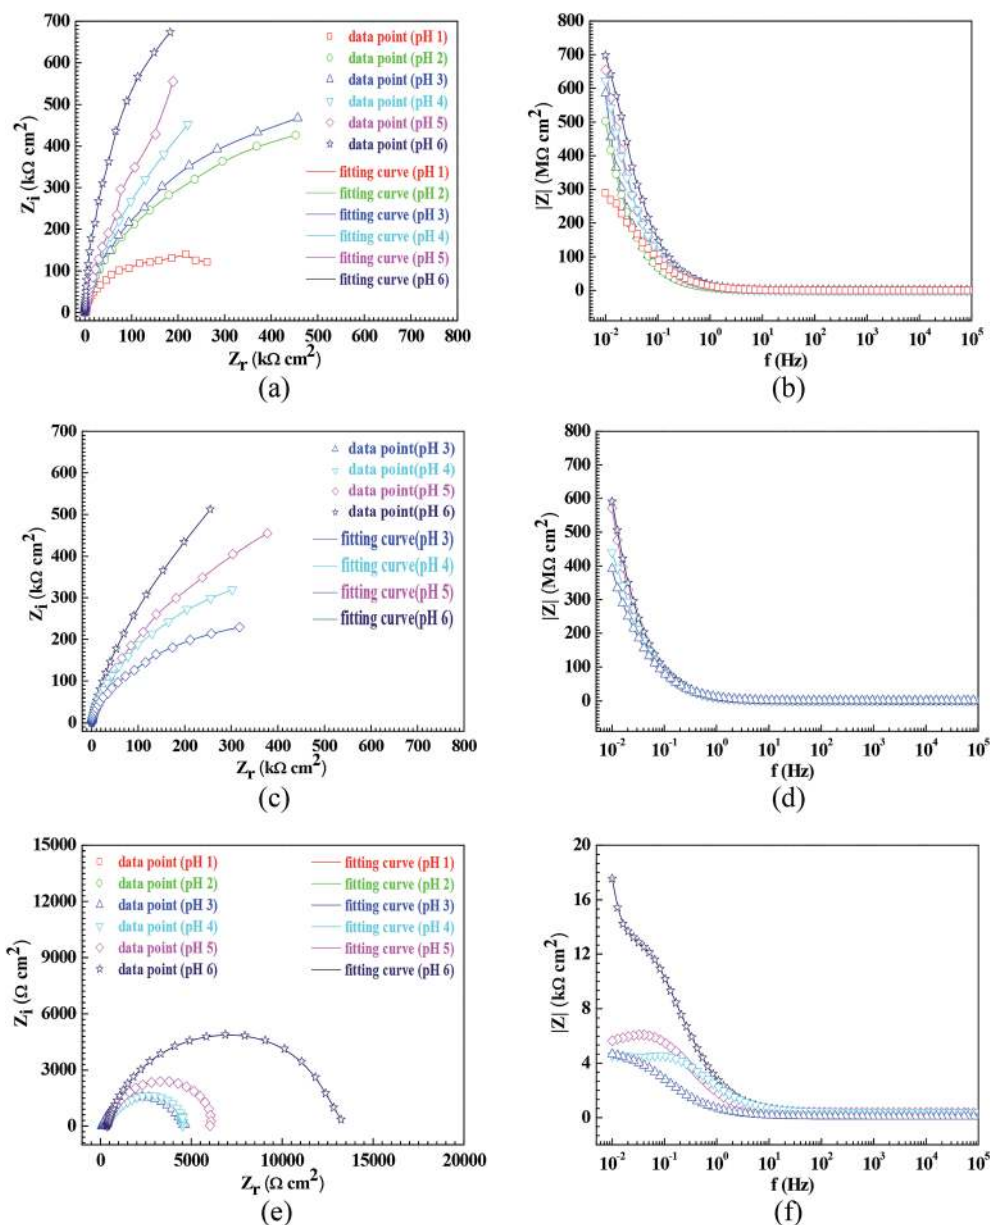 700
600
500
400
300
200
100
0
Z_i (kΩ cm²)
data point (pH 1)
data point (pH 2)
data point (pH 3)
data point (pH 4)
data point (pH 5)
data point (pH 6)
fitting curve (pH 1)
fitting curve (pH 2)
fitting curve (pH 3)
fitting curve (pH 4)
fitting curve (pH 5)
fitting curve (pH 6)
0 100 200 300 400 500 600 700 800
Z_r (kΩ cm²)
(a)
800
700
600
500
400
300
200
100
0
|Z| (MΩ cm²)
10⁻² 10⁻¹ 10⁰ 10¹ 10² 10³ 10⁴ 10⁵
f (Hz)
(b)
700
600
500
400
300
200
100
0
Z_i (kΩ cm²)
data point(pH 3)
data point(pH 4)
data point(pH 5)
data point(pH 6)
fitting curve(pH 3)
fitting curve(pH 4)
fitting curve(pH 5)
fitting curve(pH 6)
0 100 200 300 400 500 600 700 800
Z_r (kΩ cm²)
(c)
800
700
600
500
400
300
200
100
0
|Z| (MΩ cm²)
10⁻² 10⁻¹ 10⁰ 10¹ 10² 10³ 10⁴ 10⁵
f (Hz)
(d)
15000
12000
9000
6000
3000
0
Z_i (Ω cm²)
data point (pH 1) fitting curve (pH 1)
data point (pH 2) fitting curve (pH 2)
data point (pH 3) fitting curve (pH 3)
data point (pH 4) fitting curve (pH 4)
data point (pH 5) fitting curve (pH 5)
data point (pH 6) fitting curve (pH 6)
0 5000 10000 15000 20000
Z_r (Ω cm²)
(e)
20
16
12
8
4
0
|Z| (kΩ cm²)
10⁻² 10⁻¹ 10⁰ 10¹ 10² 10³ 10⁴ 10⁵
f (Hz)
(f)